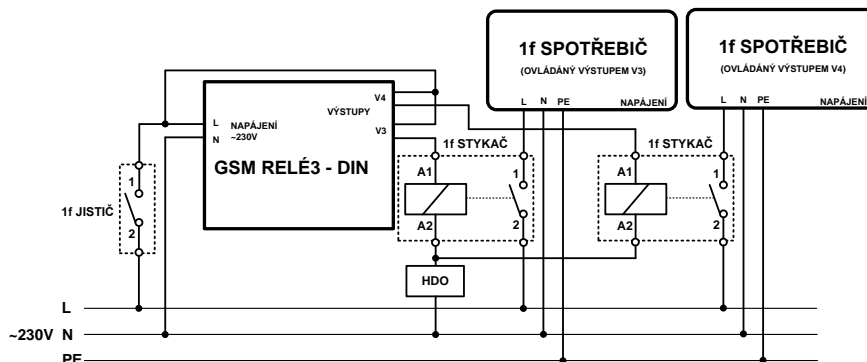 1f SPOTŘEBIČ
(OVLÁDÁNÝ VÝSTUPEM V3)
L N PE NAPÁJENÍ
1f SPOTŘEBIČ
(OVLÁDÁNÝ VÝSTUPEM V4)
L N PE NAPÁJENÍ
V4
VÝSTUPY
V3
L NAPÁJENÍ
N ~230V
GSM RELÉ3 - DIN
1f STYKAČ
A1 1
A2 2
1f STYKAČ
A1 1
A2 2
1
1f JISTIČ
2
HDO
L
~230V N
PE